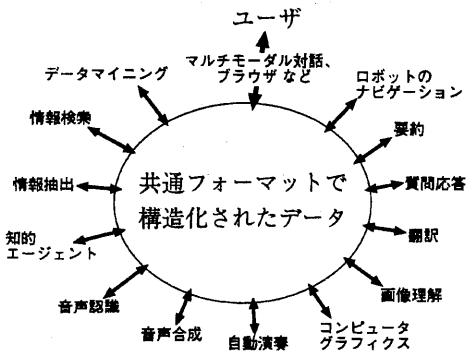 ユーザ
マルチモーダル対話、
ブラウザ など
データマイニング
ロボットの
ナビゲーション
情報検索
要約
情報抽出
質問応答
共通フォーマットで
構造化されたデータ
知的
エージェント
翻訳
音声認識
画像理解
音声合成
自動演奏
コンピュータ
グラフィクス